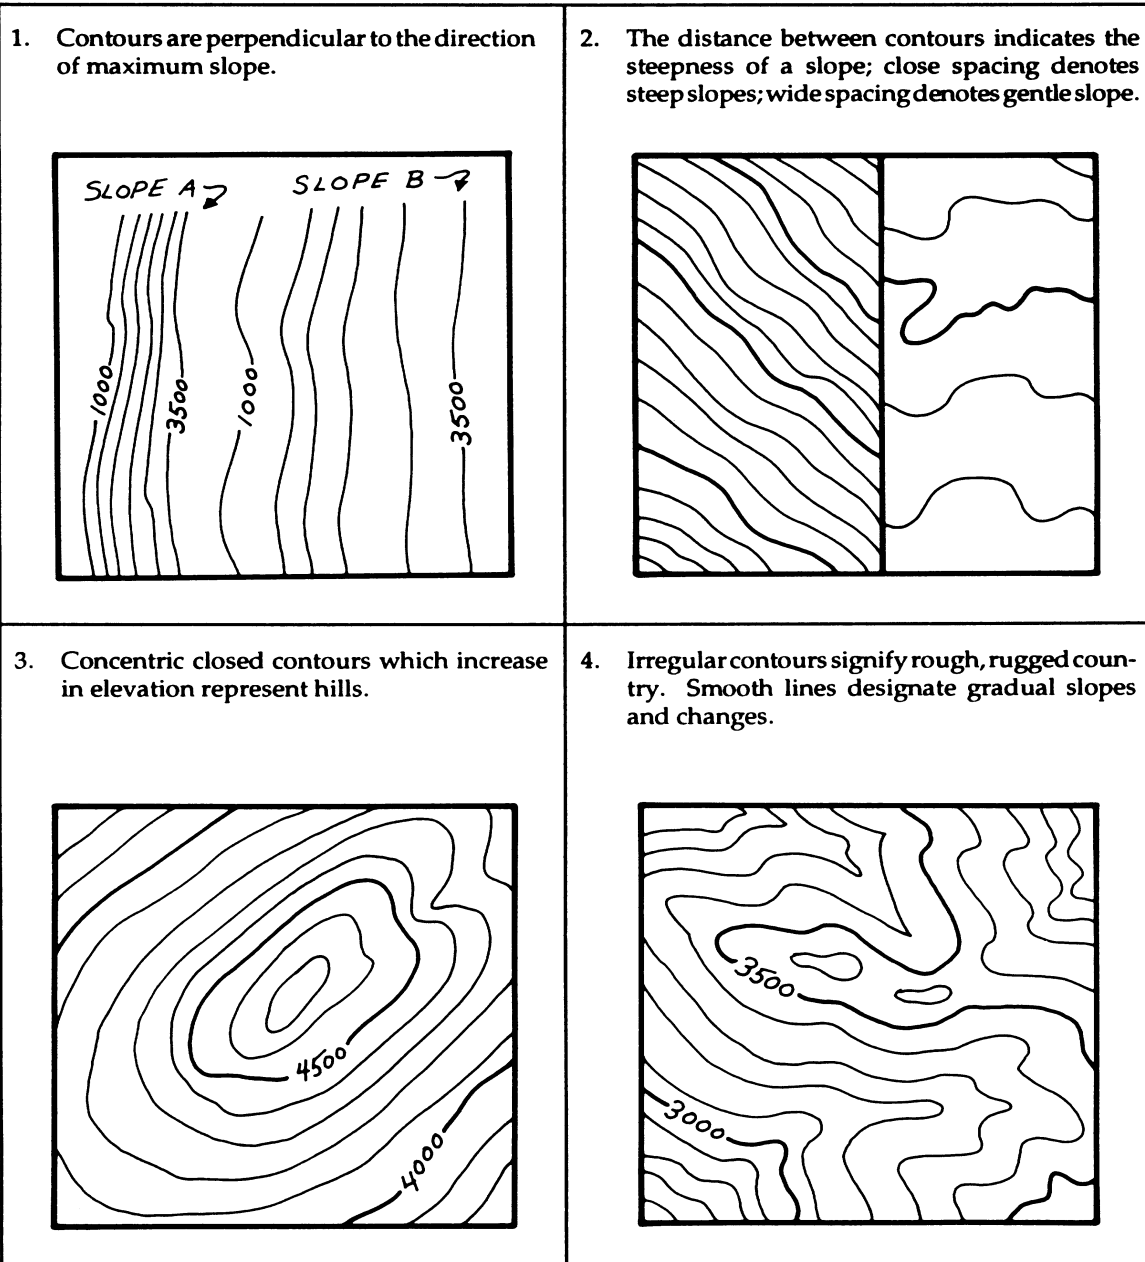 1. Contours are perpendicular to the direction
of maximum slope.
SLOPE A
SLOPE B
1000
3500
1000
3500
2. The distance between contours indicates the
steepness of a slope; close spacing denotes
steep slopes; wide spacing denotes gentle slope.
3. Concentric closed contours which increase
in elevation represent hills.
4500
4000
4. Irregular contours signify rough, rugged coun-
try. Smooth lines designate gradual slopes
and changes.
3500
3000